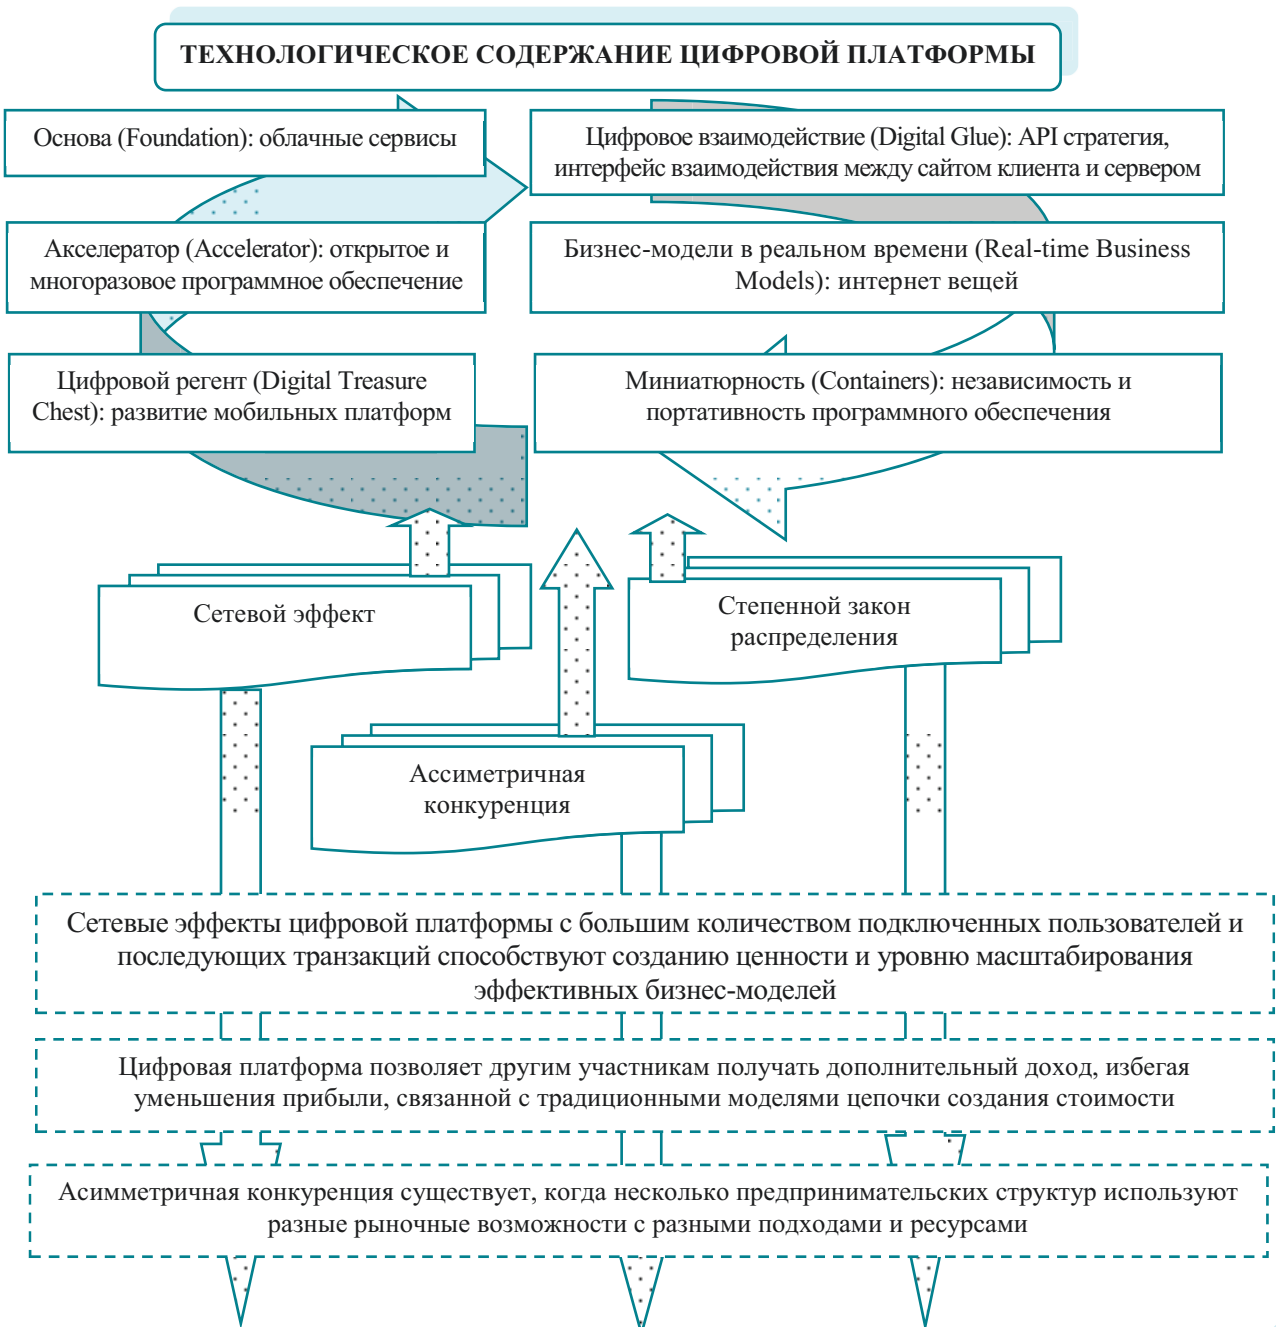 ТЕХНОЛОГИЧЕСКОЕ СОДЕРЖАНИЕ ЦИФРОВОЙ ПЛАТФОРМЫ
Основа (Foundation): облачные сервисы
Цифровое взаимодействие (Digital Glue): API стратегия,
интерфейс взаимодействия между сайтом клиента и сервером
Акселератор (Accelerator): открытое и
многоразовое программное обеспечение
Бизнес-модели в реальном времени (Real-time Business
Models): интернет вещей
Цифровой регент (Digital Treasure
Chest): развитие мобильных платформ
Миниатюрность (Containers): независимость и
портативность программного обеспечения
Сетевой эффект
Степенной закон
распределения
Ассиметричная
конкуренция
Сетевые эффекты цифровой платформы с большим количеством подключенных пользователей и
последующих транзакций способствуют созданию ценности и уровню масштабирования
эффективных бизнес-моделей
Цифровая платформа позволяет другим участникам получать дополнительный доход, избегая
уменьшения прибыли, связанной с традиционными моделями цепочки создания стоимости
Асимметричная конкуренция существует, когда несколько предпринимательских структур используют
разные рыночные возможности с разными подходами и ресурсами